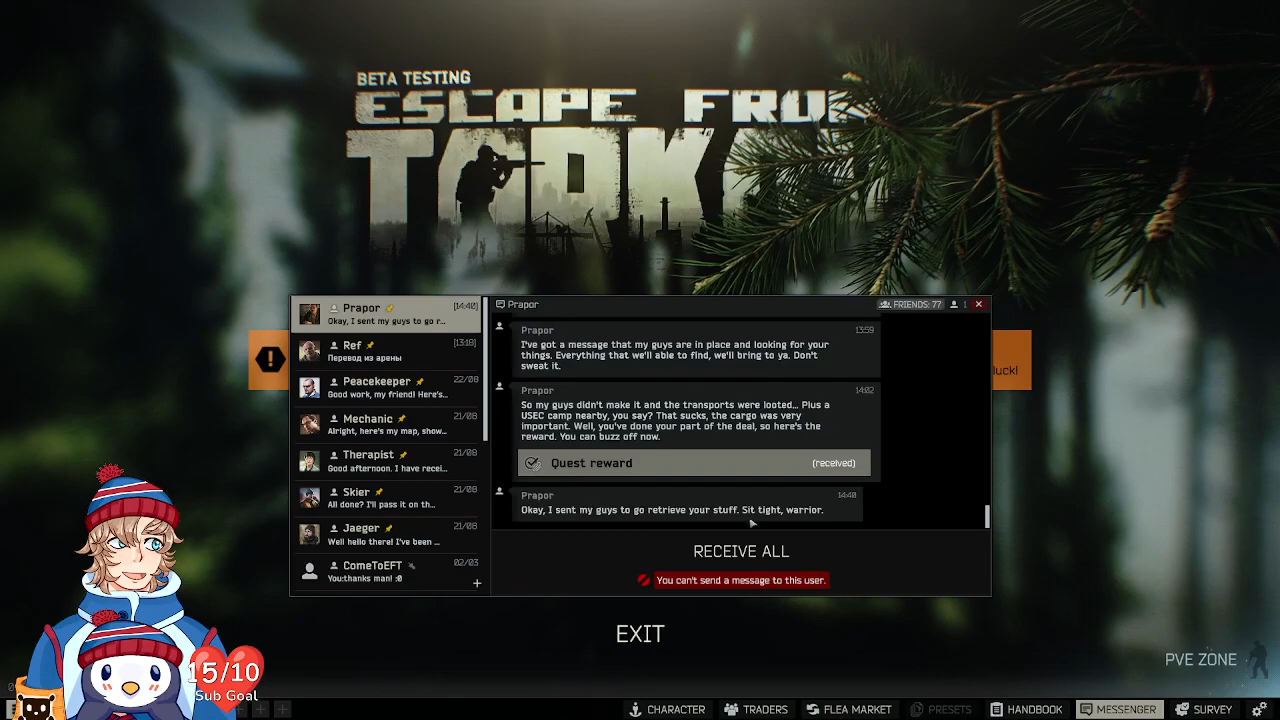 BETA TESTING
ESCAPE FROM
TARKOV
Prapor
[14:40]
Okay, I sent my guys to go r...
Ref
[13:19]
Перевод из арены
Peacekeeper
22/08
Good work, my friend! Here's...
Mechanic
21/08
Alright, here's my map, show...
Therapist
21/08
Good afternoon. I have recei...
Skier
21/08
All done? I'll pass it on th...
Jaeger
21/08
Well hello there! I've been ...
ComeToEFT
02/03
You:thanks man! :0
+
Prapor
FRIENDS: 77
1
Prapor
13:59
I've got a message that my guys are in place and looking for your
things. Everything that we'll able to find, we'll bring to ya. Don't
sweat it.
Prapor
14:02
So my guys didn't make it and the transports were looted... Plus a
USEC camp nearby, you say? That sucks, the cargo was very
important. Well, you've done your part of the deal, so here's the
reward. You can buzz off now.
Quest reward
(received)
Prapor
14:40
Okay, I sent my guys to go retrieve your stuff. Sit tight, warrior.
RECEIVE ALL
You can't send a message to this user.
luck!
EXIT
PVE ZONE
15/10
Sub Goal
CHARACTER
TRADERS
FLEA MARKET
PRESETS
HANDBOOK
MESSENGER
SURVEY